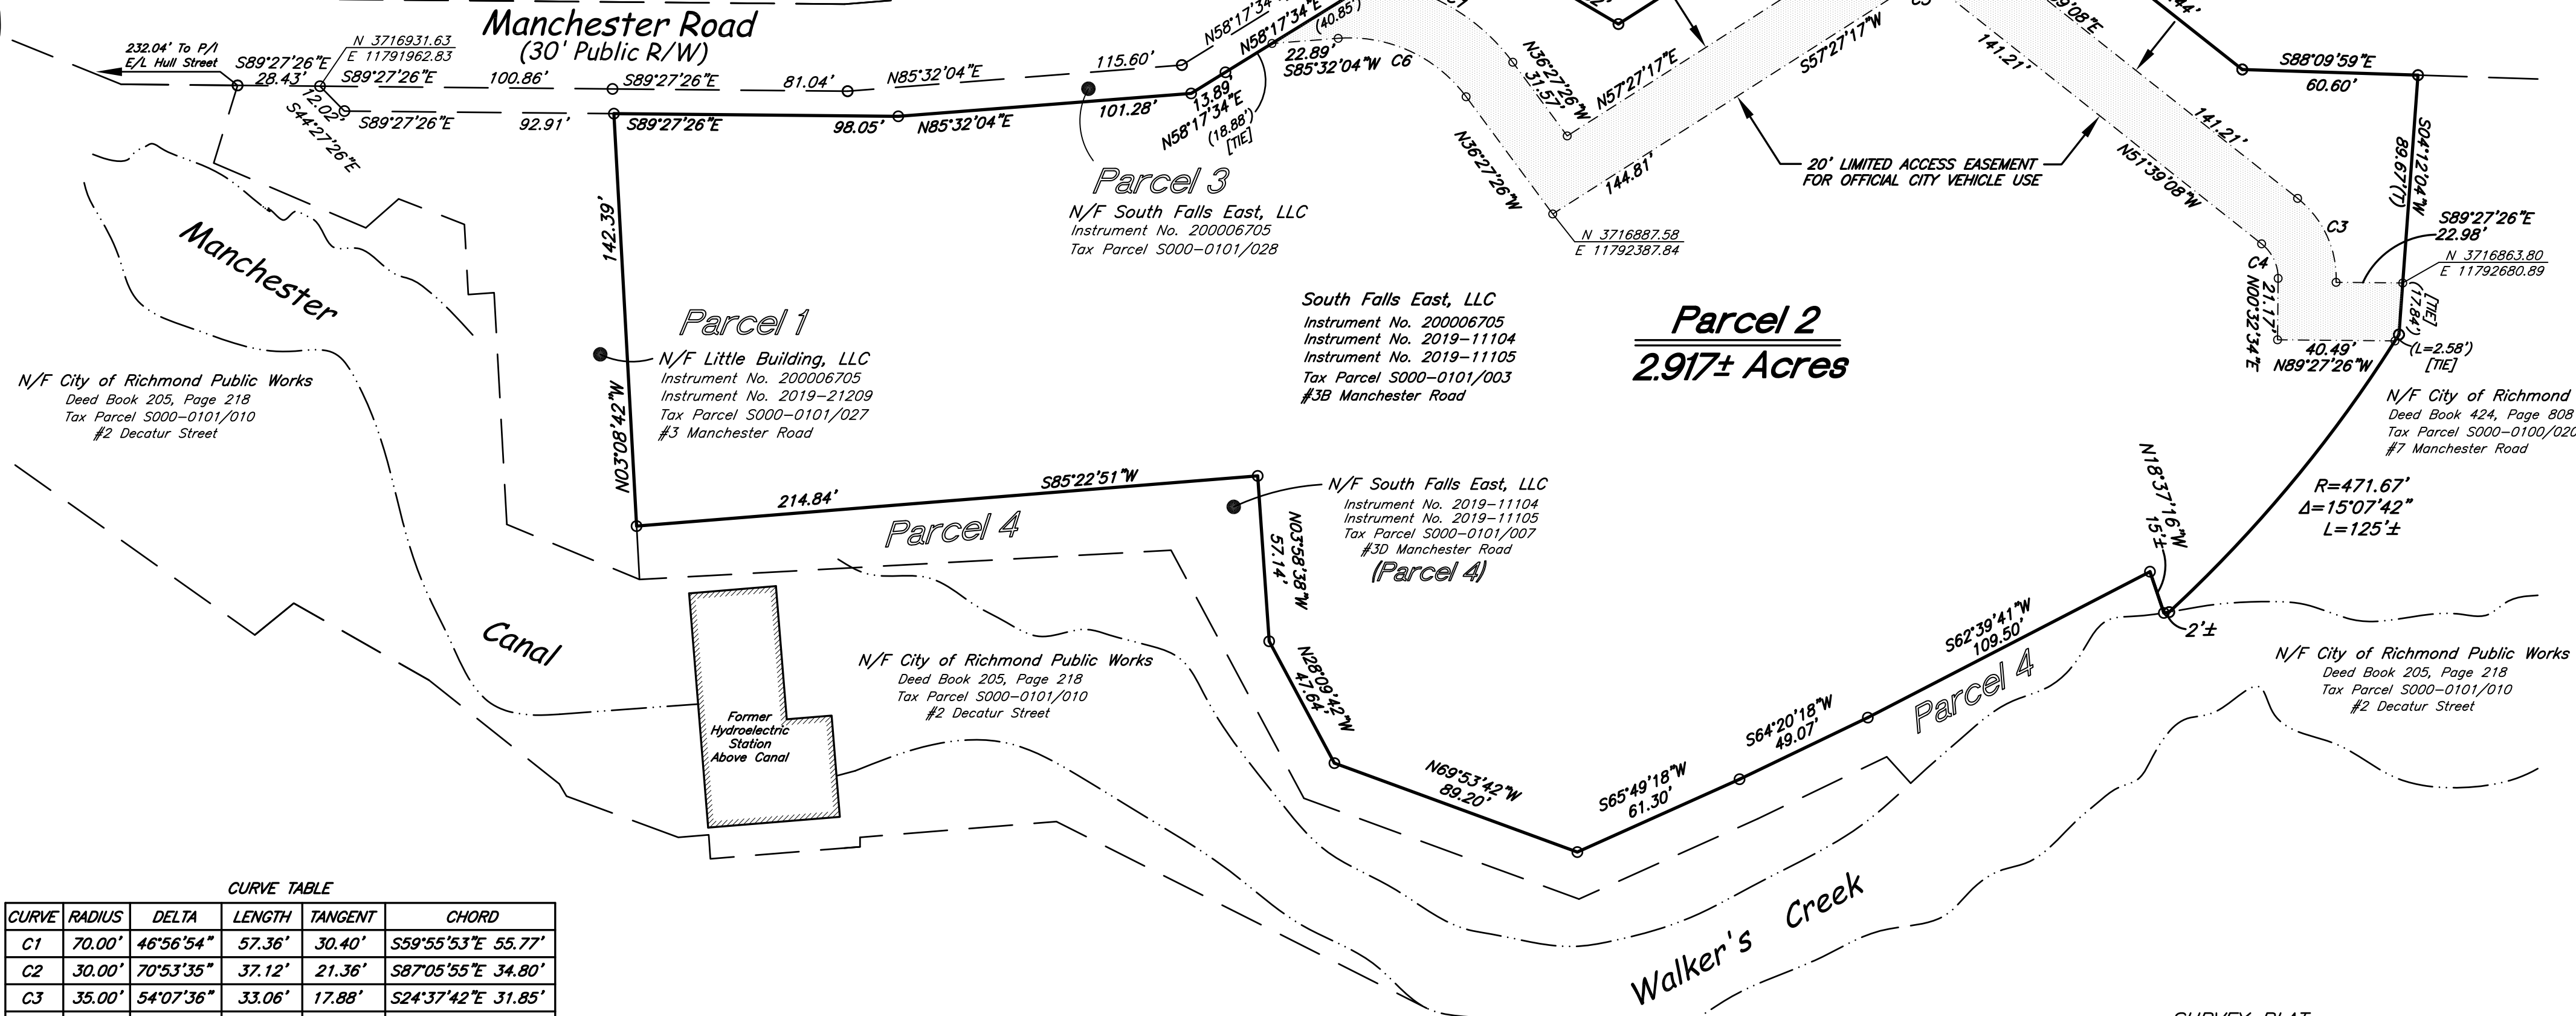 Manchester Road
(30' Public R/W)
232.04' To P/l
E/L Hull Street
N 3716931.63
E 11791962.83
S89°27'26"E
28.43'
S89°27'26"E
100.86'
S89°27'26"E
81.04'
N85°32'04"E
115.60'
N58°17'34"
N58°17'34"E
(40.85')
12.02'
S44°27'26"E
S89°27'26"E
92.91'
S89°27'26"E
98.05'
N85°32'04"E
101.28'
13.89'
N58°17'34"E
(18.88')
[TIE]
22.89'
S85°32'04"W C6
N36°27'26"W
31.57'
N36°27'26"W
N57°27'17"E
S57°27'17"W
144.81'
141.21'
141.21'
N51°39'08"W
S88°09'59"E
60.60'
S04°12'04"W
89.67'(T)
20' LIMITED ACCESS EASEMENT
FOR OFFICIAL CITY VEHICLE USE
N 3716887.58
E 11792387.84
C3
C4
S89°27'26"E
22.98'
N 3716863.80
E 11792680.89
[TIE]
(17.84')
21.17'
N00°32'34"E
40.49'
N89°27'26"W
(L=2.58')
[TIE]
Parcel 3
N/F South Falls East, LLC
Instrument No. 200006705
Tax Parcel S000-0101/028
142.39'
N03°08'42"W
Parcel 1
N/F Little Building, LLC
Instrument No. 200006705
Instrument No. 2019-21209
Tax Parcel S000-0101/027
#3 Manchester Road
South Falls East, LLC
Instrument No. 200006705
Instrument No. 2019-11104
Instrument No. 2019-11105
Tax Parcel S000-0101/003
#3B Manchester Road
Parcel 2
2.917± Acres
Manchester
Canal
N/F City of Richmond Public Works
Deed Book 205, Page 218
Tax Parcel S000-0101/010
#2 Decatur Street
N/F City of Richmond
Deed Book 424, Page 808
Tax Parcel S000-0100/020
#7 Manchester Road
R=471.67'
Δ=15°07'42"
L=125'±
N18°37'16"W
15'±
2'±
214.84'
S85°22'51"W
Parcel 4
N/F South Falls East, LLC
Instrument No. 2019-11104
Instrument No. 2019-11105
Tax Parcel S000-0101/007
#3D Manchester Road
(Parcel 4)
N03°58'38"W
57.14'
N28°09'42"W
47.64'
N69°53'42"W
89.20'
S65°49'18"W
61.30'
S64°20'18"W
49.07'
S62°39'41"W
109.50'
Parcel 4
Former
Hydroelectric
Station
Above Canal
N/F City of Richmond Public Works
Deed Book 205, Page 218
Tax Parcel S000-0101/010
#2 Decatur Street
N/F City of Richmond Public Works
Deed Book 205, Page 218
Tax Parcel S000-0101/010
#2 Decatur Street
Walker's Creek
CURVE TABLE
CURVE RADIUS DELTA LENGTH TANGENT CHORD
C1 70.00' 46°56'54" 57.36' 30.40' S59°55'53"E 55.77'
C2 30.00' 70°53'35" 37.12' 21.36' S87°05'55"E 34.80'
C3 35.00' 54°07'36" 33.06' 17.88' S24°37'42"E 31.85'